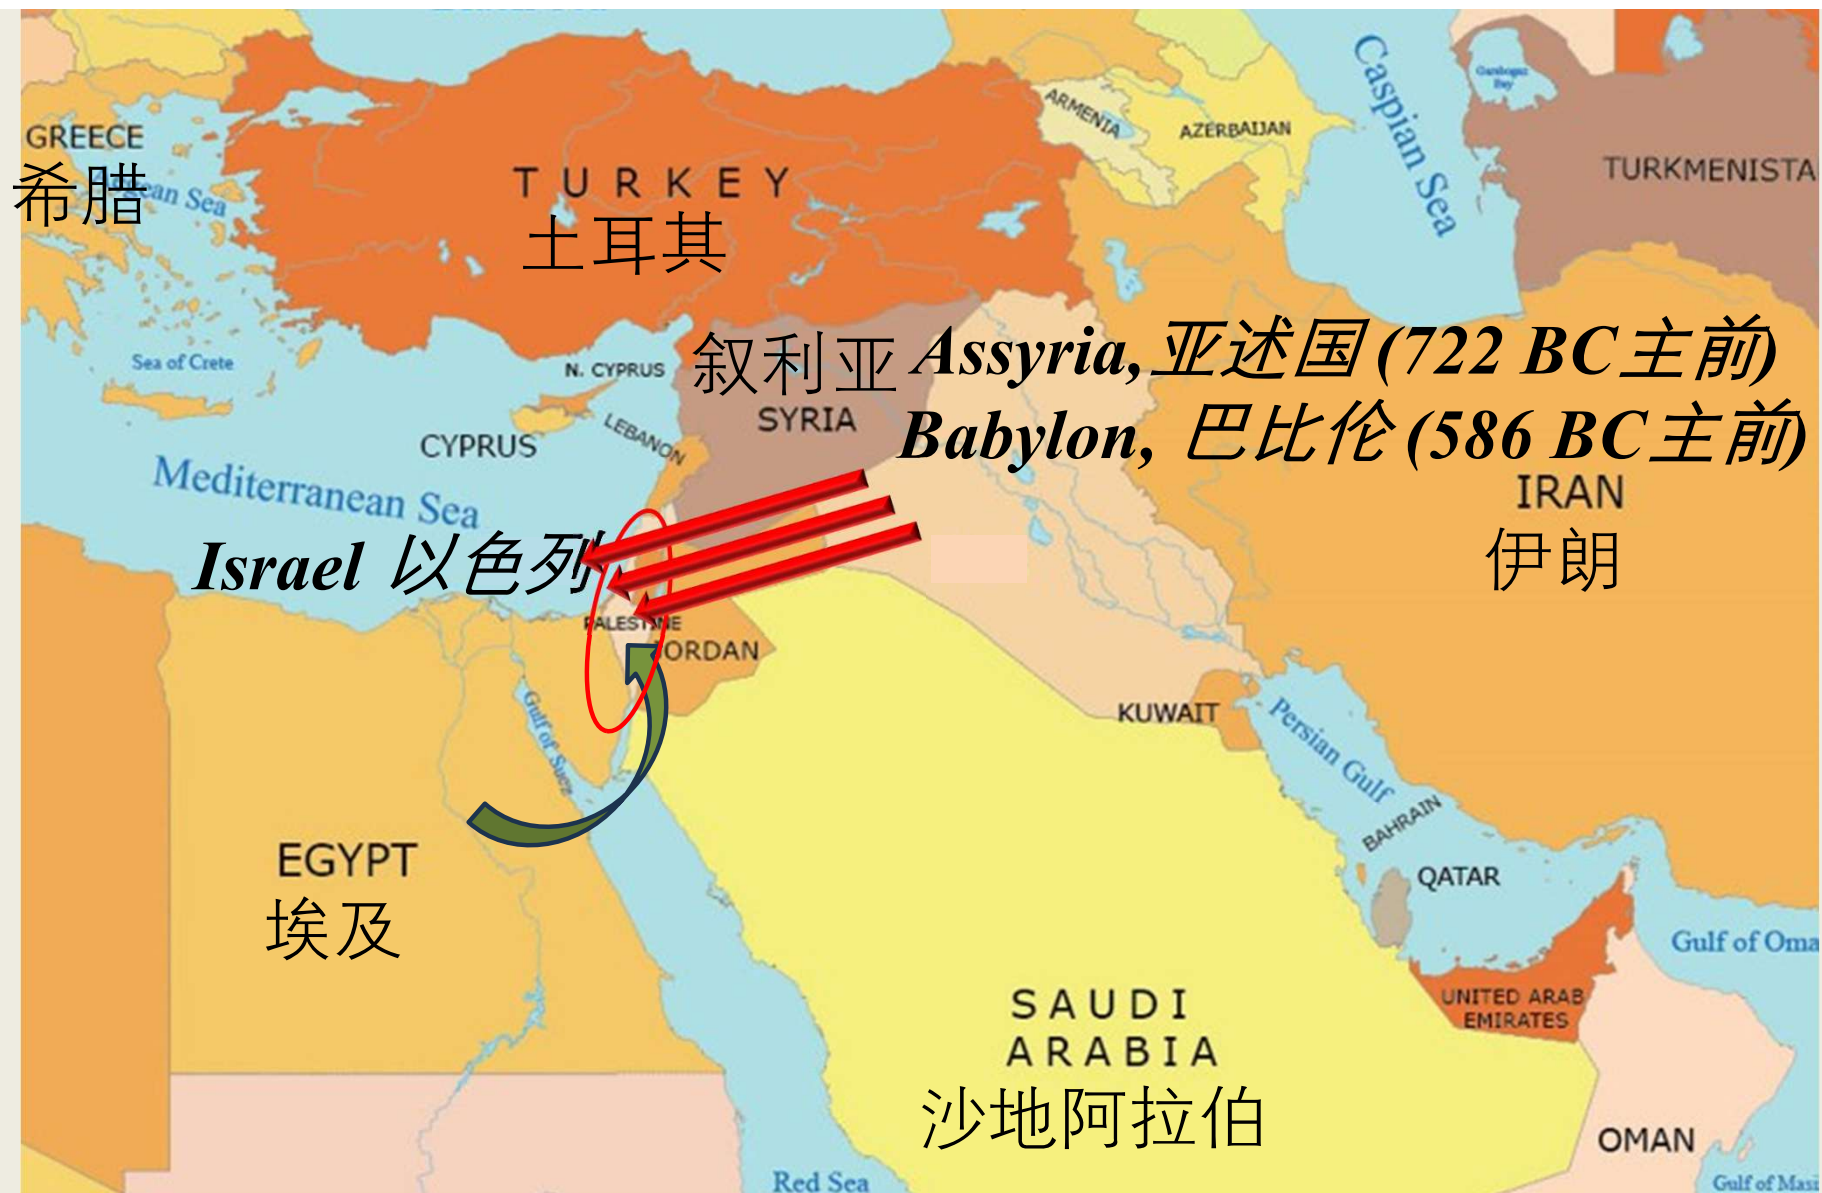 Caspian Sea
Garabogaz
Bay
ARMENIA
AZERBAIJAN
GREECE
希腊
Aegean Sea
TURKEY
土耳其
TURKMENISTA
Sea of Crete
N. CYPRUS
叙利亚
Assyria,亚述国 (722 BC主前)
SYRIA
CYPRUS
LEBANON
Babylon, 巴比伦 (586 BC主前)
Mediterranean Sea
IRAN
伊朗
Israel 以色列
PALESTINE
JORDAN
KUWAIT
Gulf of Suez
Persian Gulf
BAHRAIN
EGYPT
埃及
QATAR
Gulf of Oma
UNITED ARAB
EMIRATES
SAUDI
ARABIA
沙地阿拉伯
OMAN
Red Sea
Gulf of Masi